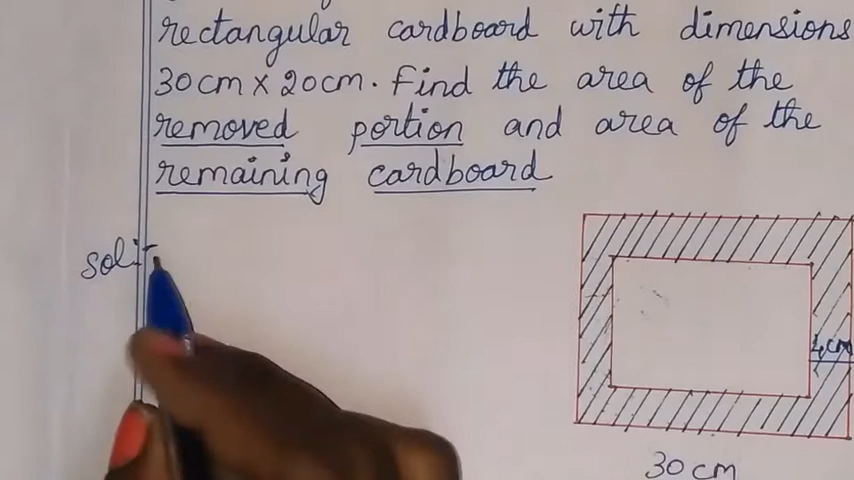 rectangular cardboard with dimensions
30cm x 20cm. Find the area of the
removed portion and area of the
remaining cardboard
sol:-
4cm
30 cm